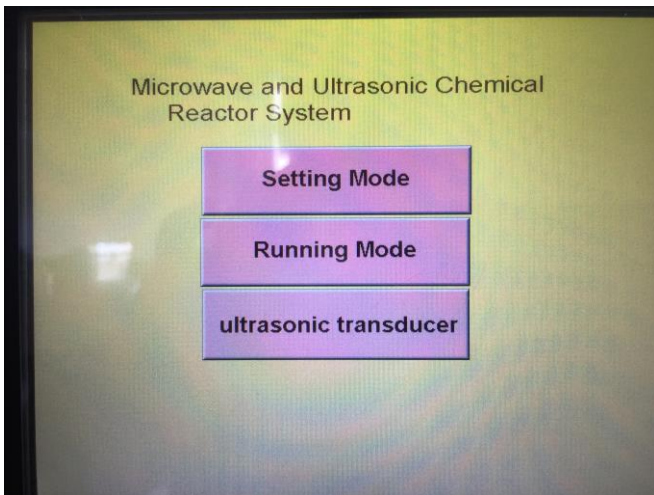 Microwave and Ultrasonic Chemical
Reactor System
Setting Mode
Running Mode
ultrasonic transducer